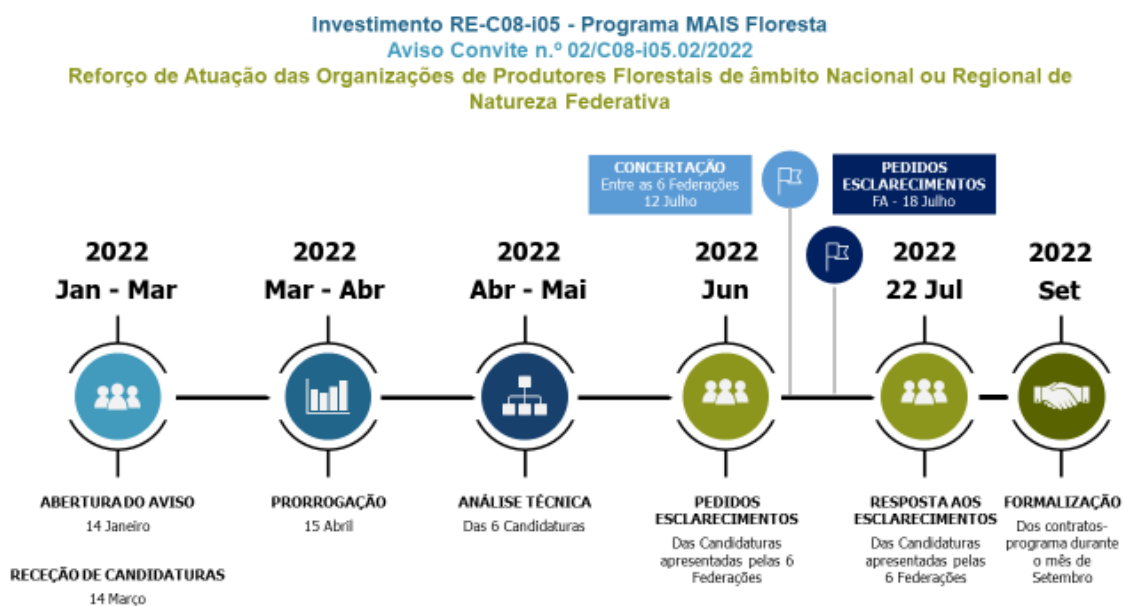 Investimento RE-C08-i05 - Programa MAIS Floresta
Aviso Convite n.º 02/C08-i05.02/2022
Reforço de Atuação das Organizações de Produtores Florestais de âmbito Nacional ou Regional de
Natureza Federativa
CONCERTAÇÃO
Entre as 6 Federações
12 Julho
PEDIDOS
ESCLARECIMENTOS
FA - 18 Julho
2022
Jan - Mar
2022
Mar - Abr
2022
Abr - Mai
2022
Jun
2022
22 Jul
2022
Set
ABERTURA DO AVISO
14 Janeiro
RECEÇÃO DE CANDIDATURAS
14 Março
PRORROGAÇÃO
15 Abril
ANÁLISE TÉCNICA
Das 6 Candidaturas
PEDIDOS
ESCLARECIMENTOS
Das Candidaturas
apresentadas pelas 6
Federações
RESPOSTA AOS
ESCLARECIMENTOS
Das Candidaturas
apresentadas pelas
6 Federações
FORMALIZAÇÃO
Dos contratos-
programa durante
o mês de
Setembro